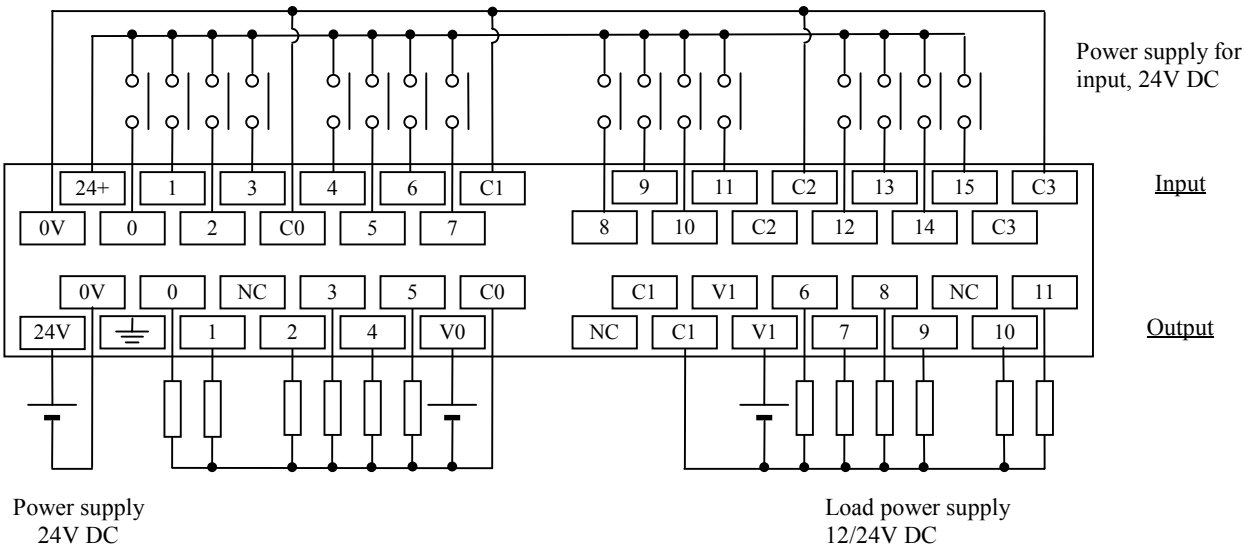 Power supply for
input, 24V DC
24+ 1 3 4 6 C1 9 11 C2 13 15 C3
Input
0V 0 2 C0 5 7 8 10 C2 12 14 C3
0V 0 NC 3 5 C0 C1 V1 6 8 NC 11
24V 1 2 4 V0 NC C1 V1 7 9 10
Output
Power supply
24V DC
Load power supply
12/24V DC